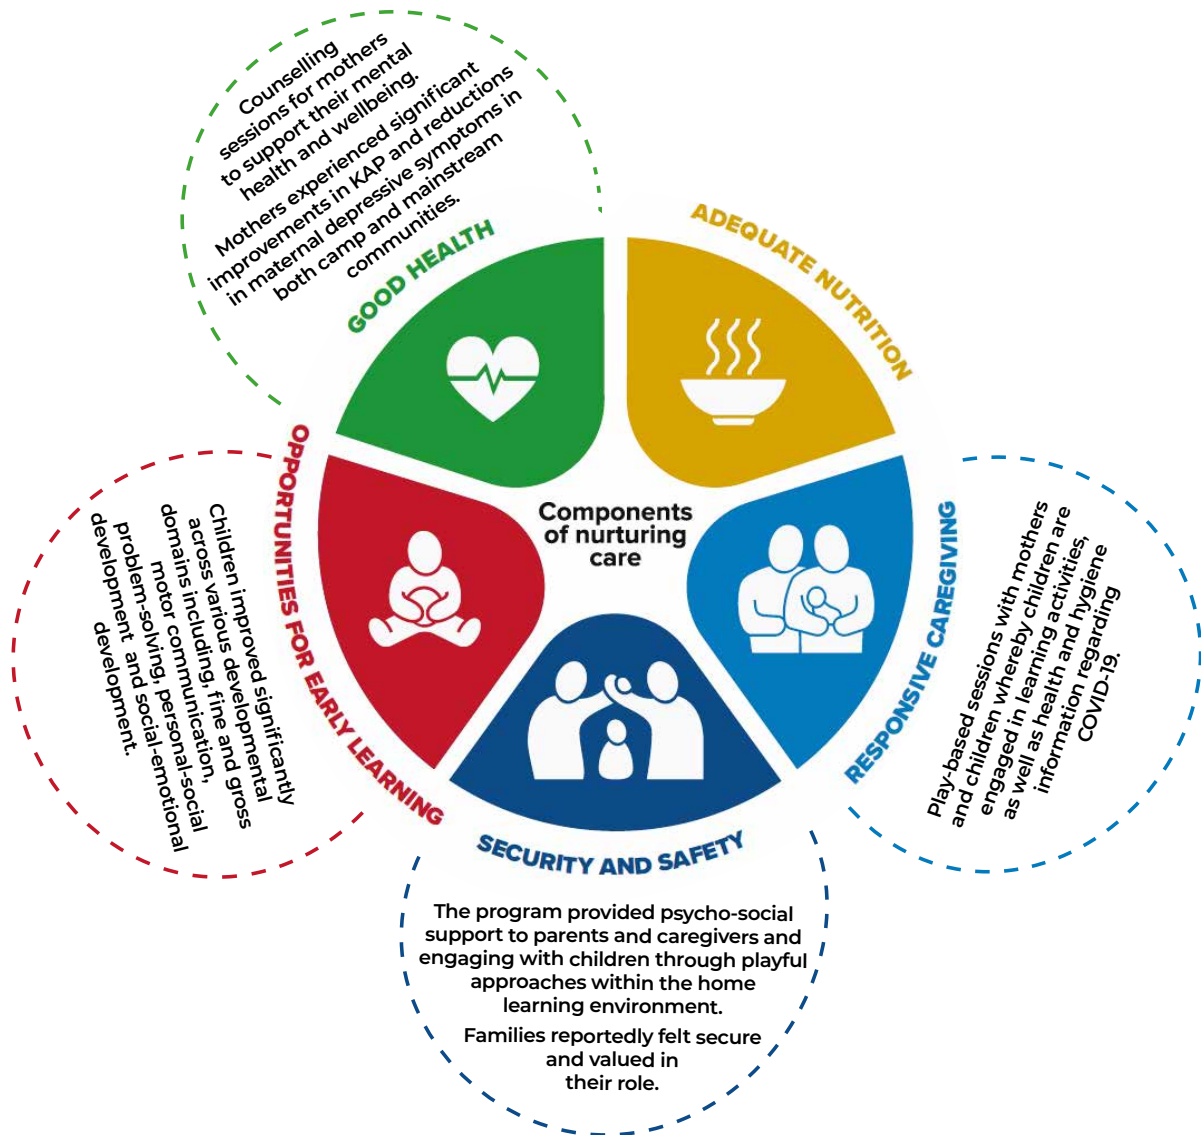 Counselling
sessions for mothers
to support their mental
health and wellbeing.
Mothers experienced significant
improvements in KAP and reductions
in maternal depressive symptoms in
both camp and mainstream
communities.
GOOD HEALTH
ADEQUATE NUTRITION
Components
of nurturing
care
OPPORTUNITIES FOR EARLY LEARNING
Children improved significantly
across various developmental
domains including, fine and gross
motor communication,
problem-solving, personal-social
development and social-emotional
development.
RESPONSIVE CAREGIVING
Play-based sessions with mothers
and children whereby children are
engaged in learning activities,
as well as health and hygiene
information regarding
COVID-19.
SECURITY AND SAFETY
The program provided psycho-social
support to parents and caregivers and
engaging with children through playful
approaches within the home
learning environment.
Families reportedly felt secure
and valued in
their role.